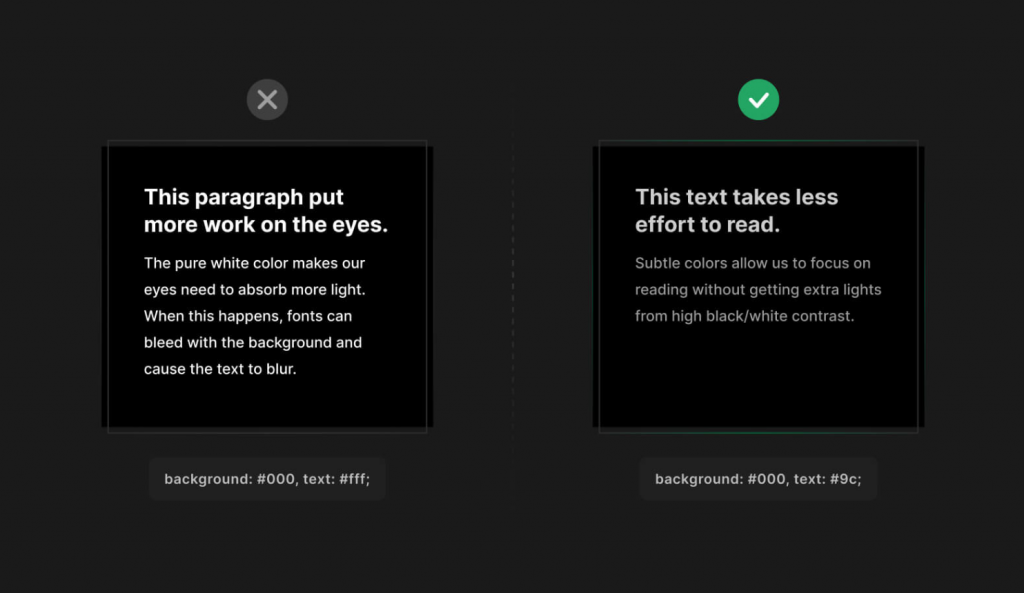 This paragraph put
more work on the eyes.
The pure white color makes our
eyes need to absorb more light.
When this happens, fonts can
bleed with the background and
cause the text to blur.
background: #000, text: #fff;
This text takes less
effort to read.
Subtle colors allow us to focus on
reading without getting extra lights
from high black/white contrast.
background: #000, text: #9c;